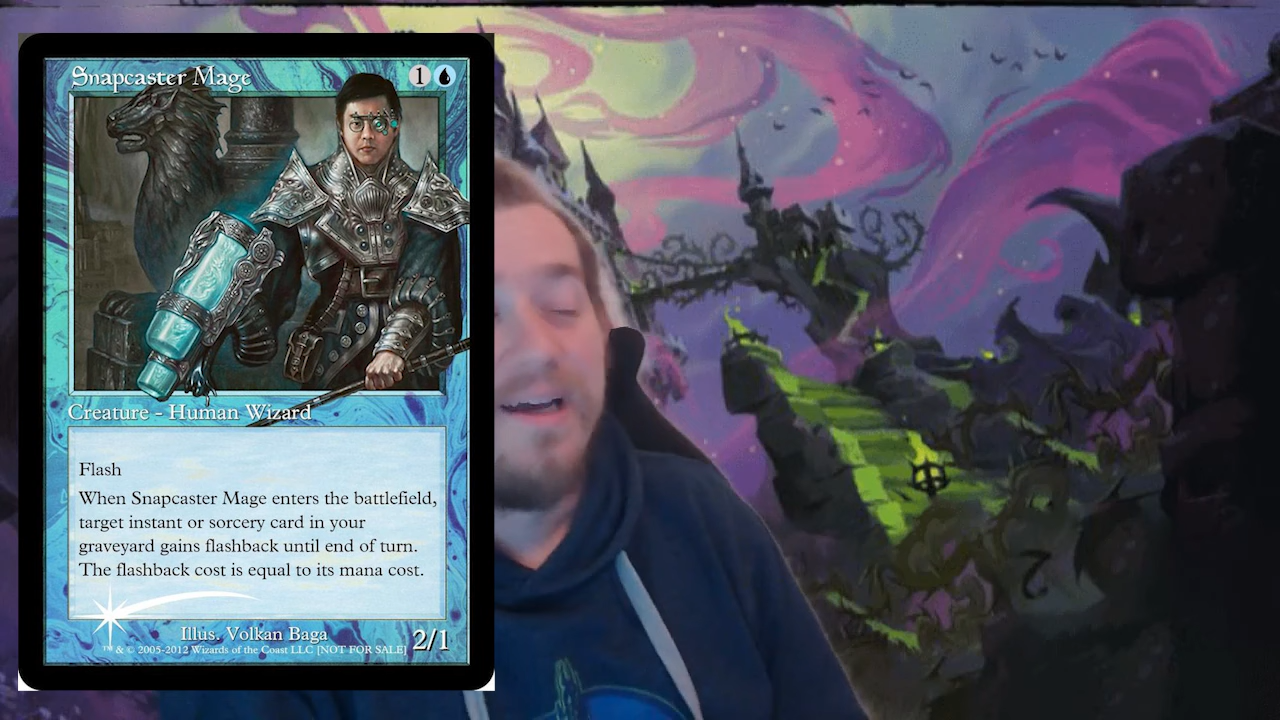 Snapcaster Mage 1
Creature - Human Wizard
Flash
When Snapcaster Mage enters the battlefield,
target instant or sorcery card in your
graveyard gains flashback until end of turn.
The flashback cost is equal to its mana cost.
Illus. Volkan Baga
™ & © 2005-2012 Wizards of the Coast LLC [NOT FOR SALE] 2/1